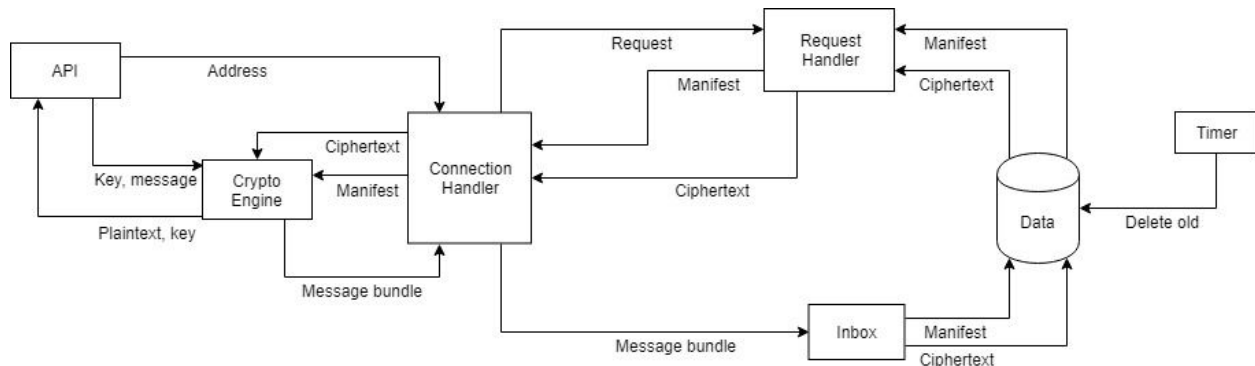 Request
Request
Handler
Manifest
API
Address
Manifest
Ciphertext
Timer
Ciphertext
Connection
Handler
Key, message
Crypto
Engine
Manifest
Ciphertext
Data
Delete old
Plaintext, key
Message bundle
Message bundle
Inbox
Manifest
Ciphertext